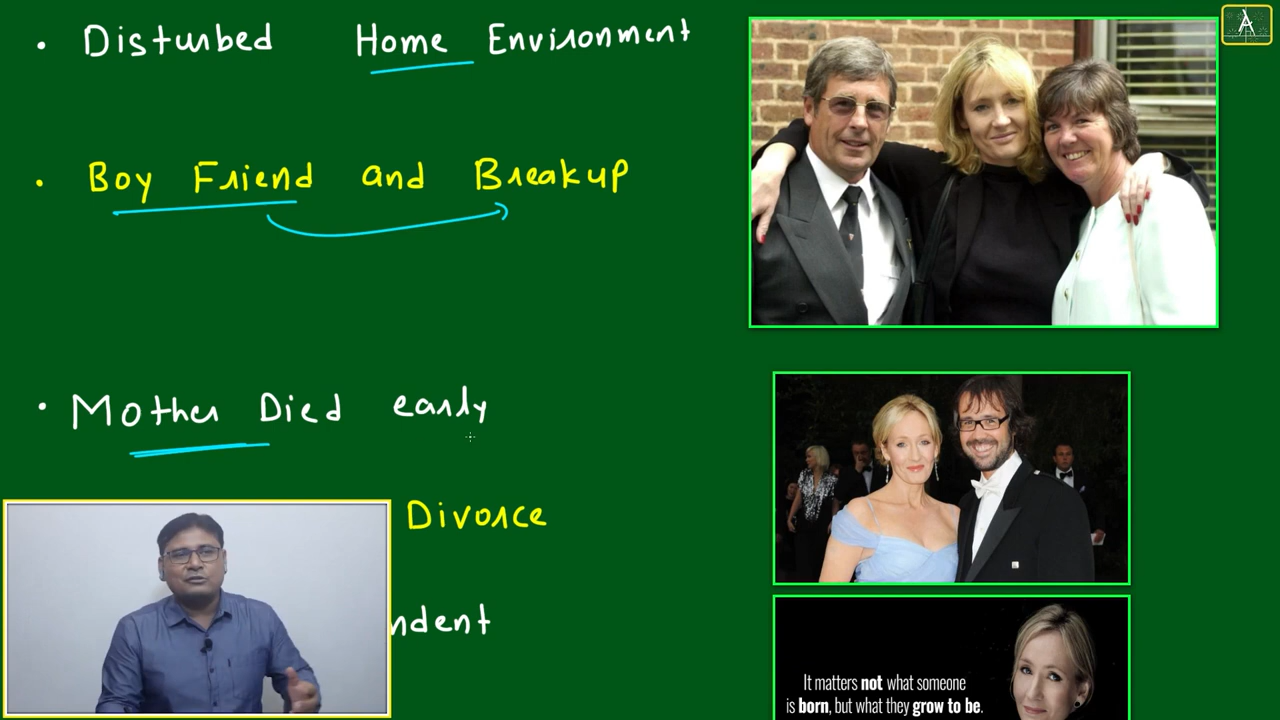 • Disturbed Home Environment
• Boy Friend and Breakup
• Mother Died early
Divorce
ndent
It matters not what someone
is born, but what they grow to be.